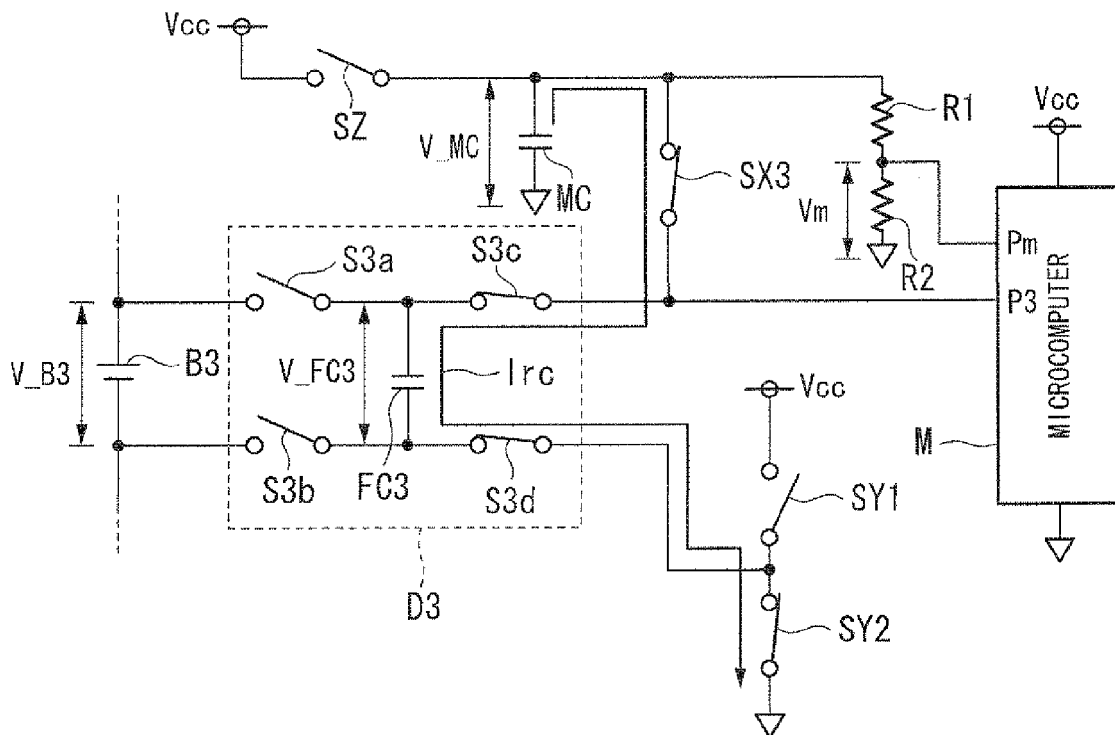 Vcc
SZ
V_MC
MC
SX3
R1
Vcc
Vm
R2
Pm
P3
MICROCOMPUTER
M
S3a
S3c
V_B3
B3
V_FC3
Irc
FC3
S3b
S3d
D3
Vcc
SY1
SY2